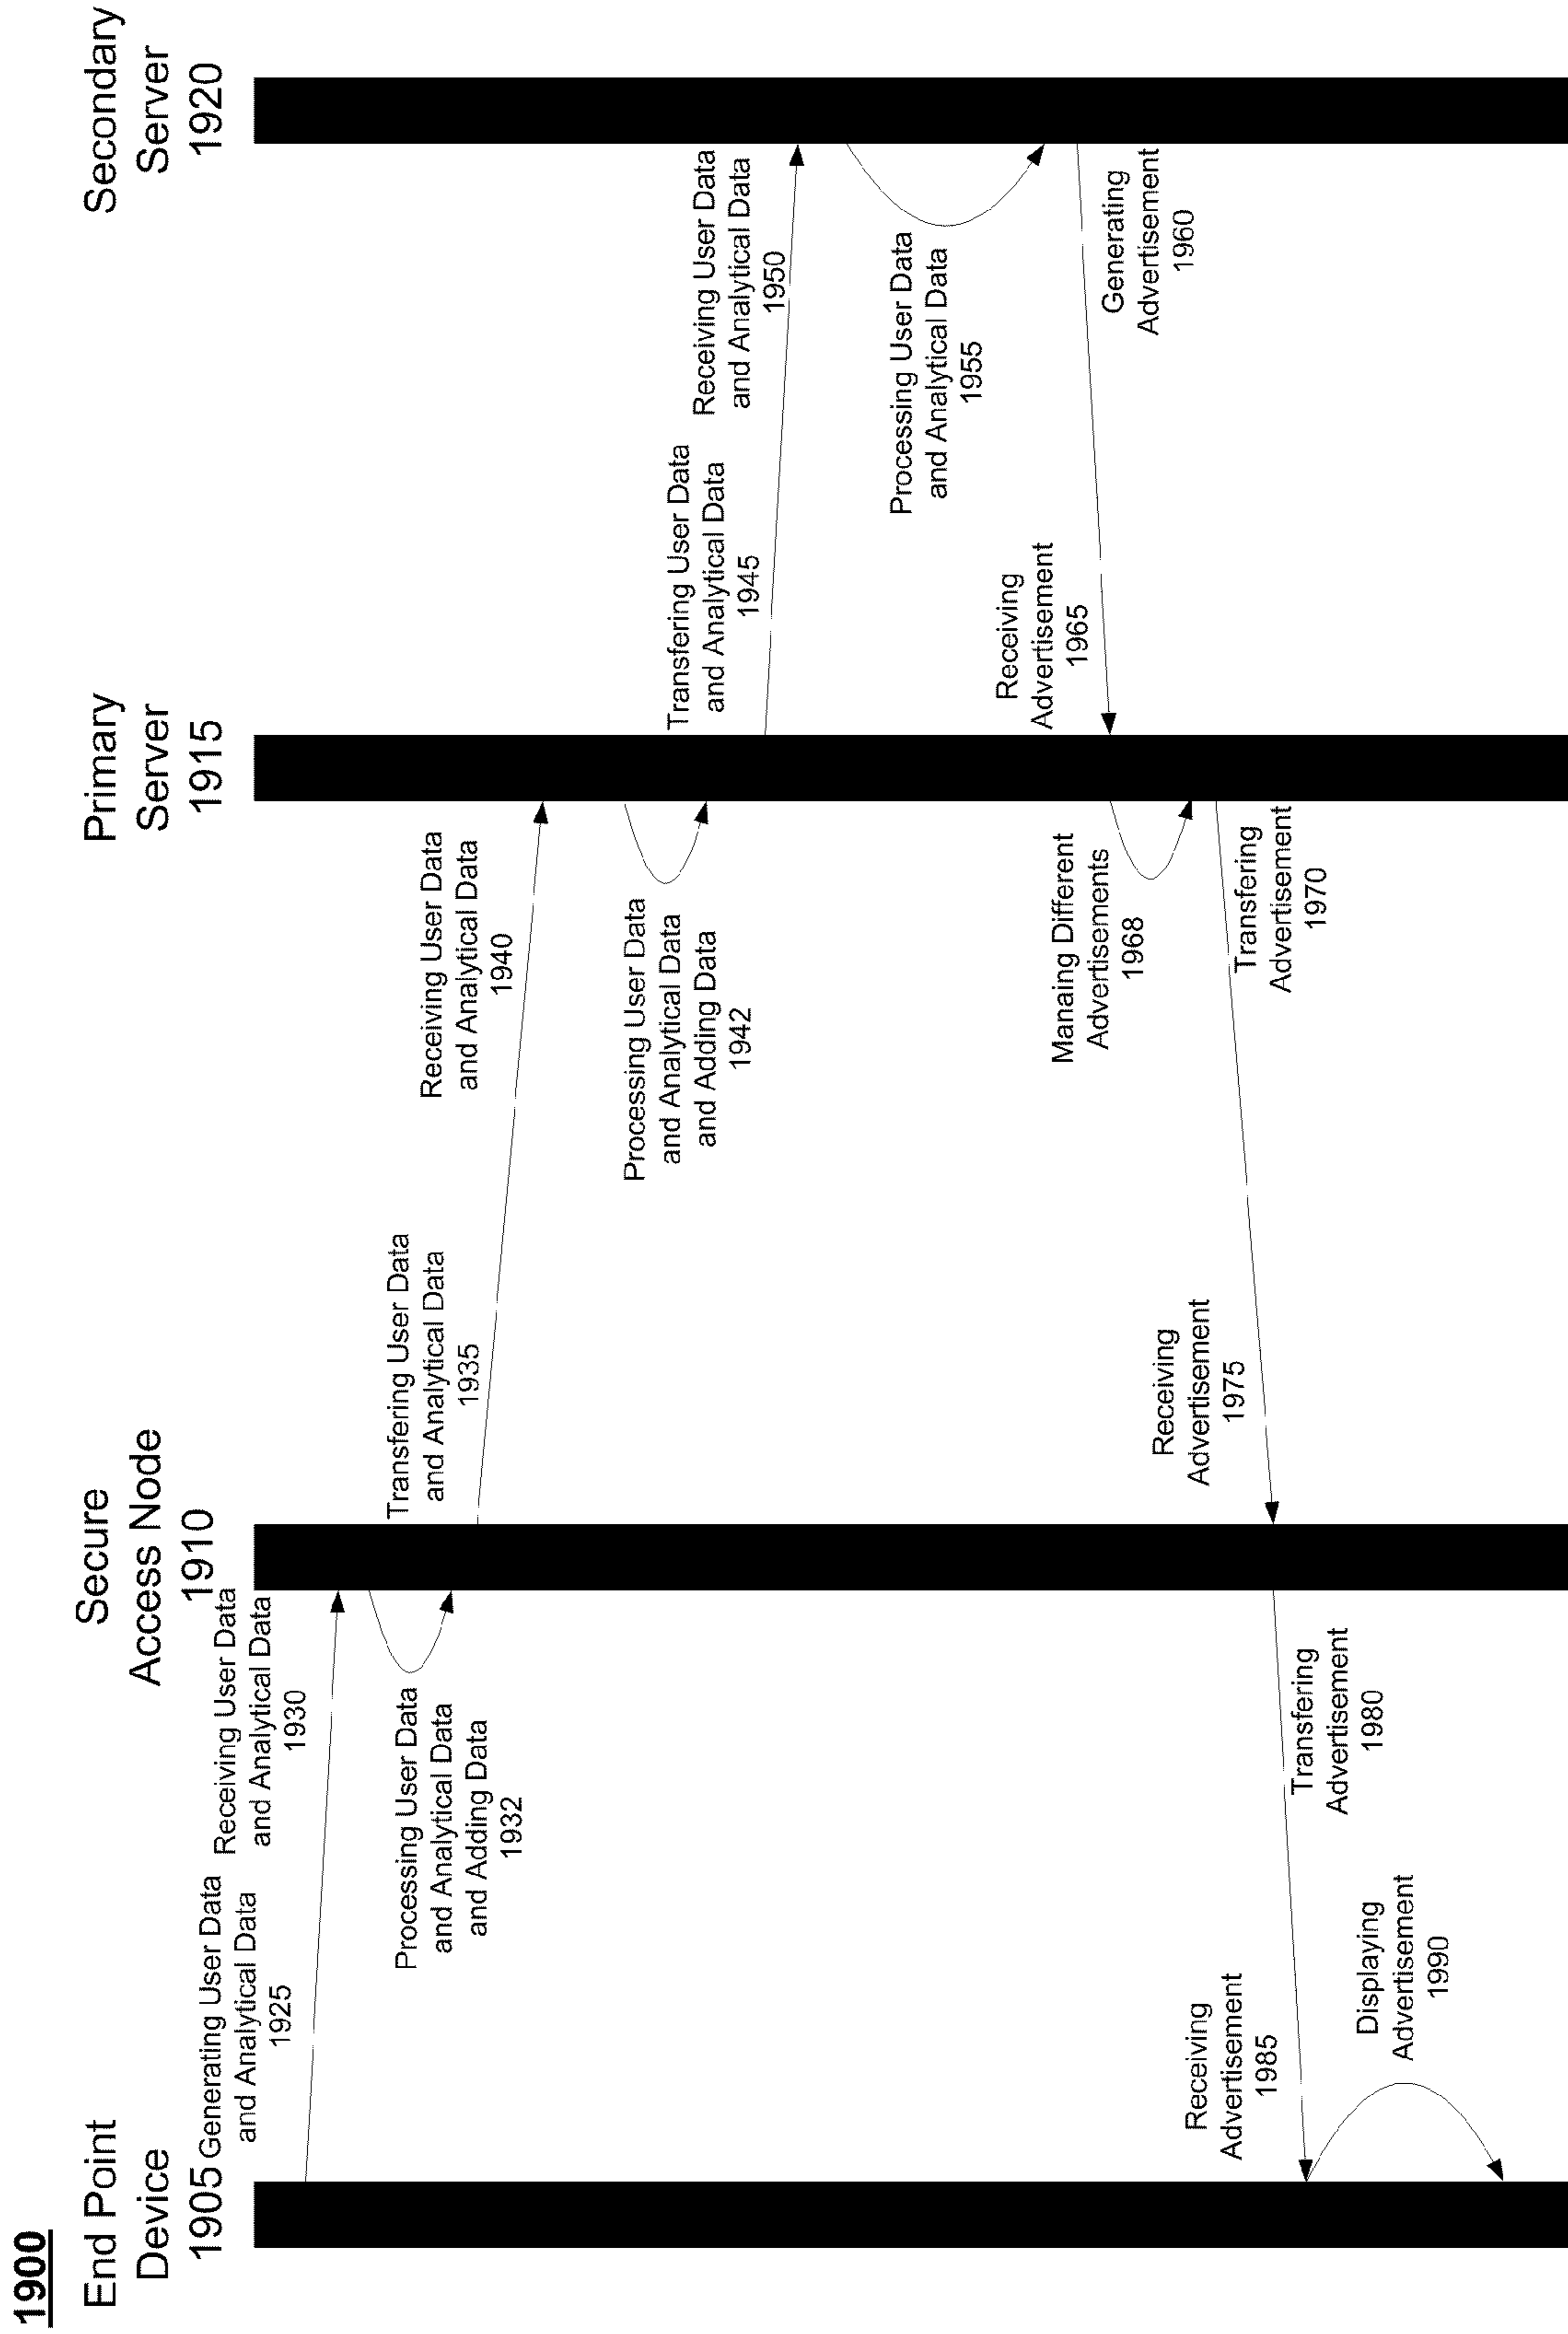 1900
End Point
Device
1905
Secure
Access Node
1910
Primary
Server
1915
Secondary
Server
1920
Generating User Data
and Analytical Data
1925
Receiving User Data
and Analytical Data
1930
Processing User Data
and Analytical Data
and Adding Data
1932
Transfering User Data
and Analytical Data
1935
Receiving User Data
and Analytical Data
1940
Processing User Data
and Analytical Data
and Adding Data
1942
Transfering User Data
and Analytical Data
1945
Receiving User Data
and Analytical Data
1950
Processing User Data
and Analytical Data
1955
Generating
Advertisement
1960
Receiving
Advertisement
1965
Manaing Different
Advertisements
1968
Transfering
Advertisement
1970
Receiving
Advertisement
1975
Transfering
Advertisement
1980
Receiving
Advertisement
1985
Displaying
Advertisement
1990